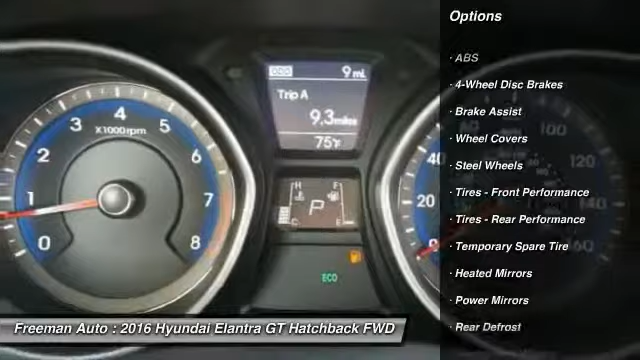 Options
· ABS
· 4-Wheel Disc Brakes
· Brake Assist
· Wheel Covers
· Steel Wheels
· Tires - Front Performance
· Tires - Rear Performance
· Temporary Spare Tire
· Heated Mirrors
· Power Mirrors
· Rear Defrost
ODO 9 mi.
Trip A
9.3 miles
75°F
H F
P
C E
ECO
0 1 2 3 4 5 6 7 8
X1000rpm
0 20 40 100 120 140 160
Freeman Auto : 2016 Hyundai Elantra GT Hatchback FWD